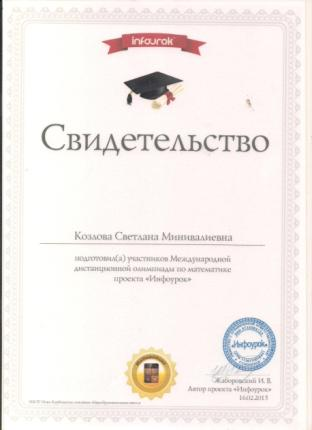 infourok
Свидетельство
Козлова Светлана Минивалиевна
подготовил(а) участников Международной
дистанционной олимпиады по математике
проекта «Инфоурок»
«Инфоурок»
Жаборовский И. В.
Автор проекта «Инфоурок»
16.02.2015